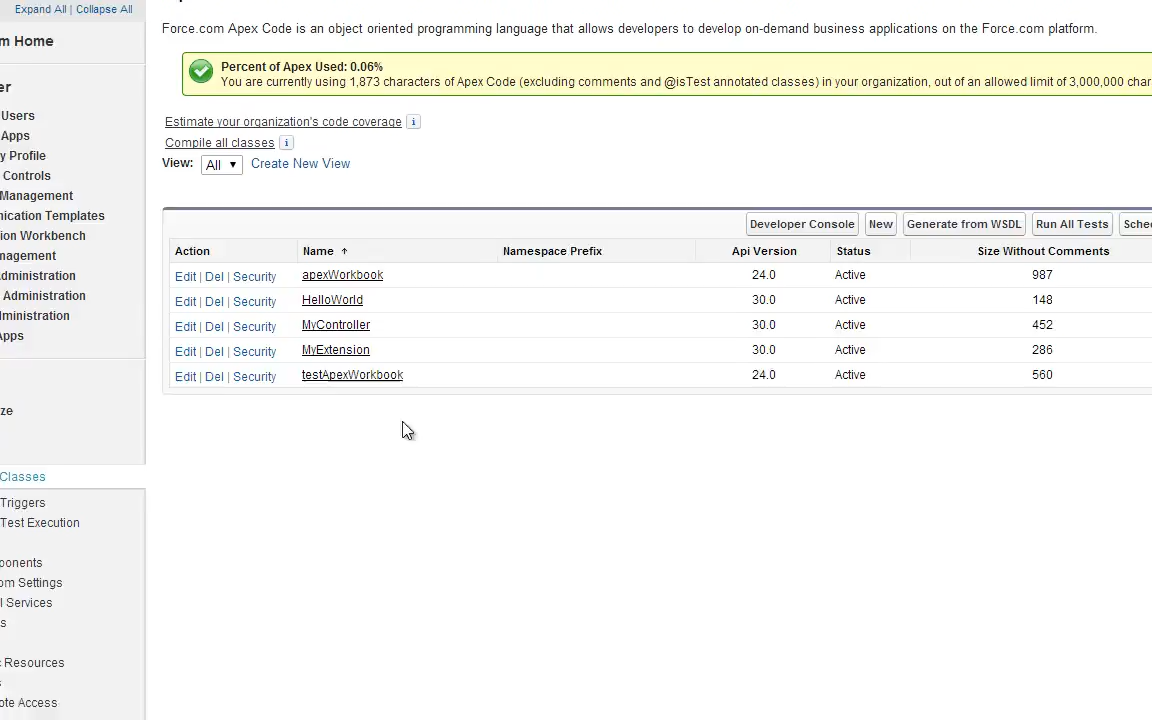 Expand All | Collapse All
m Home
er
Users
Apps
y Profile
Controls
Management
nication Templates
ion Workbench
nagement
dministration
Administration
lministration
Apps
ze
Classes
Triggers
Test Execution
ponents
om Settings
l Services
s
c Resources
s
ote Access
Force.com Apex Code is an object oriented programming language that allows developers to develop on-demand business applications on the Force.com platform.
Percent of Apex Used: 0.06%
You are currently using 1,873 characters of Apex Code (excluding comments and @isTest annotated classes) in your organization, out of an allowed limit of 3,000,000 char
Estimate your organization's code coverage i
Compile all classes i
View: All Create New View
Developer Console New Generate from WSDL Run All Tests Sche
Action Name Namespace Prefix Api Version Status Size Without Comments
Edit | Del | Security apexWorkbook 24.0 Active 987
Edit | Del | Security HelloWorld 30.0 Active 148
Edit | Del | Security MyController 30.0 Active 452
Edit | Del | Security MyExtension 30.0 Active 286
Edit | Del | Security testApexWorkbook 24.0 Active 560